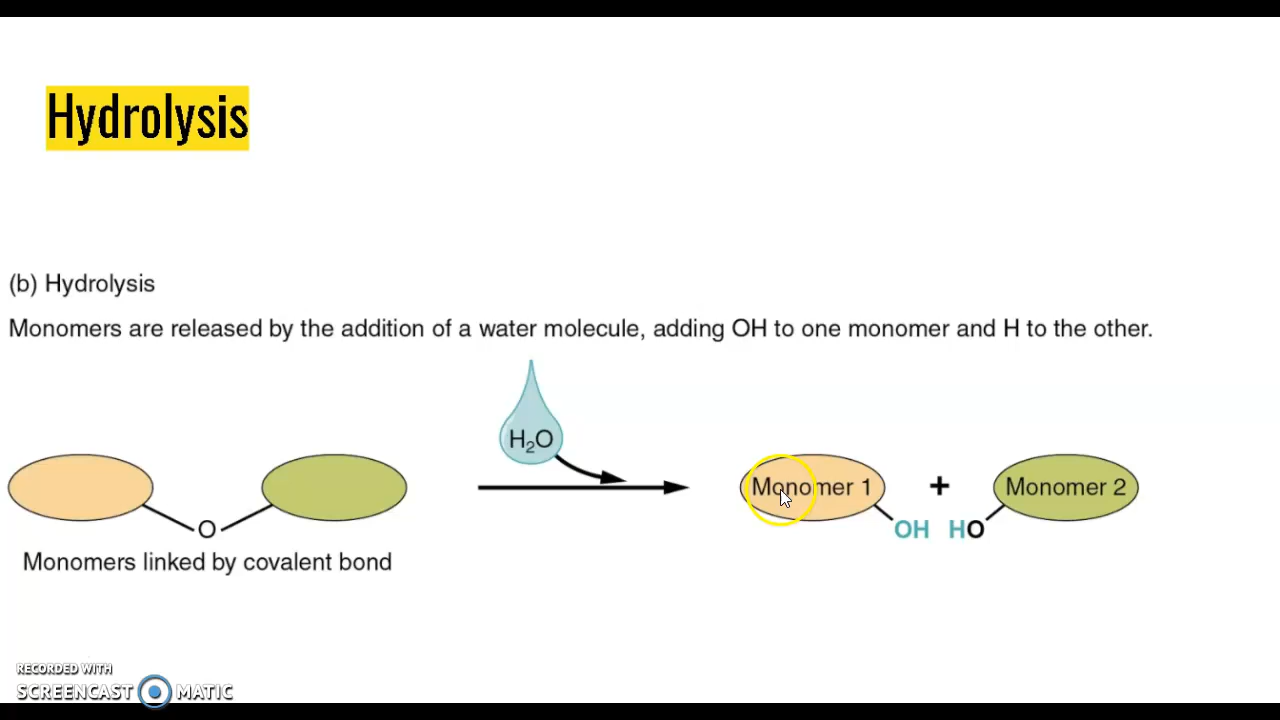 Hydrolysis
(b) Hydrolysis
Monomers are released by the addition of a water molecule, adding OH to one monomer and H to the other.
H₂O
Monomer 1 + Monomer 2
O OH HO
Monomers linked by covalent bond
RECORDED WITH
SCREENCAST MATIC